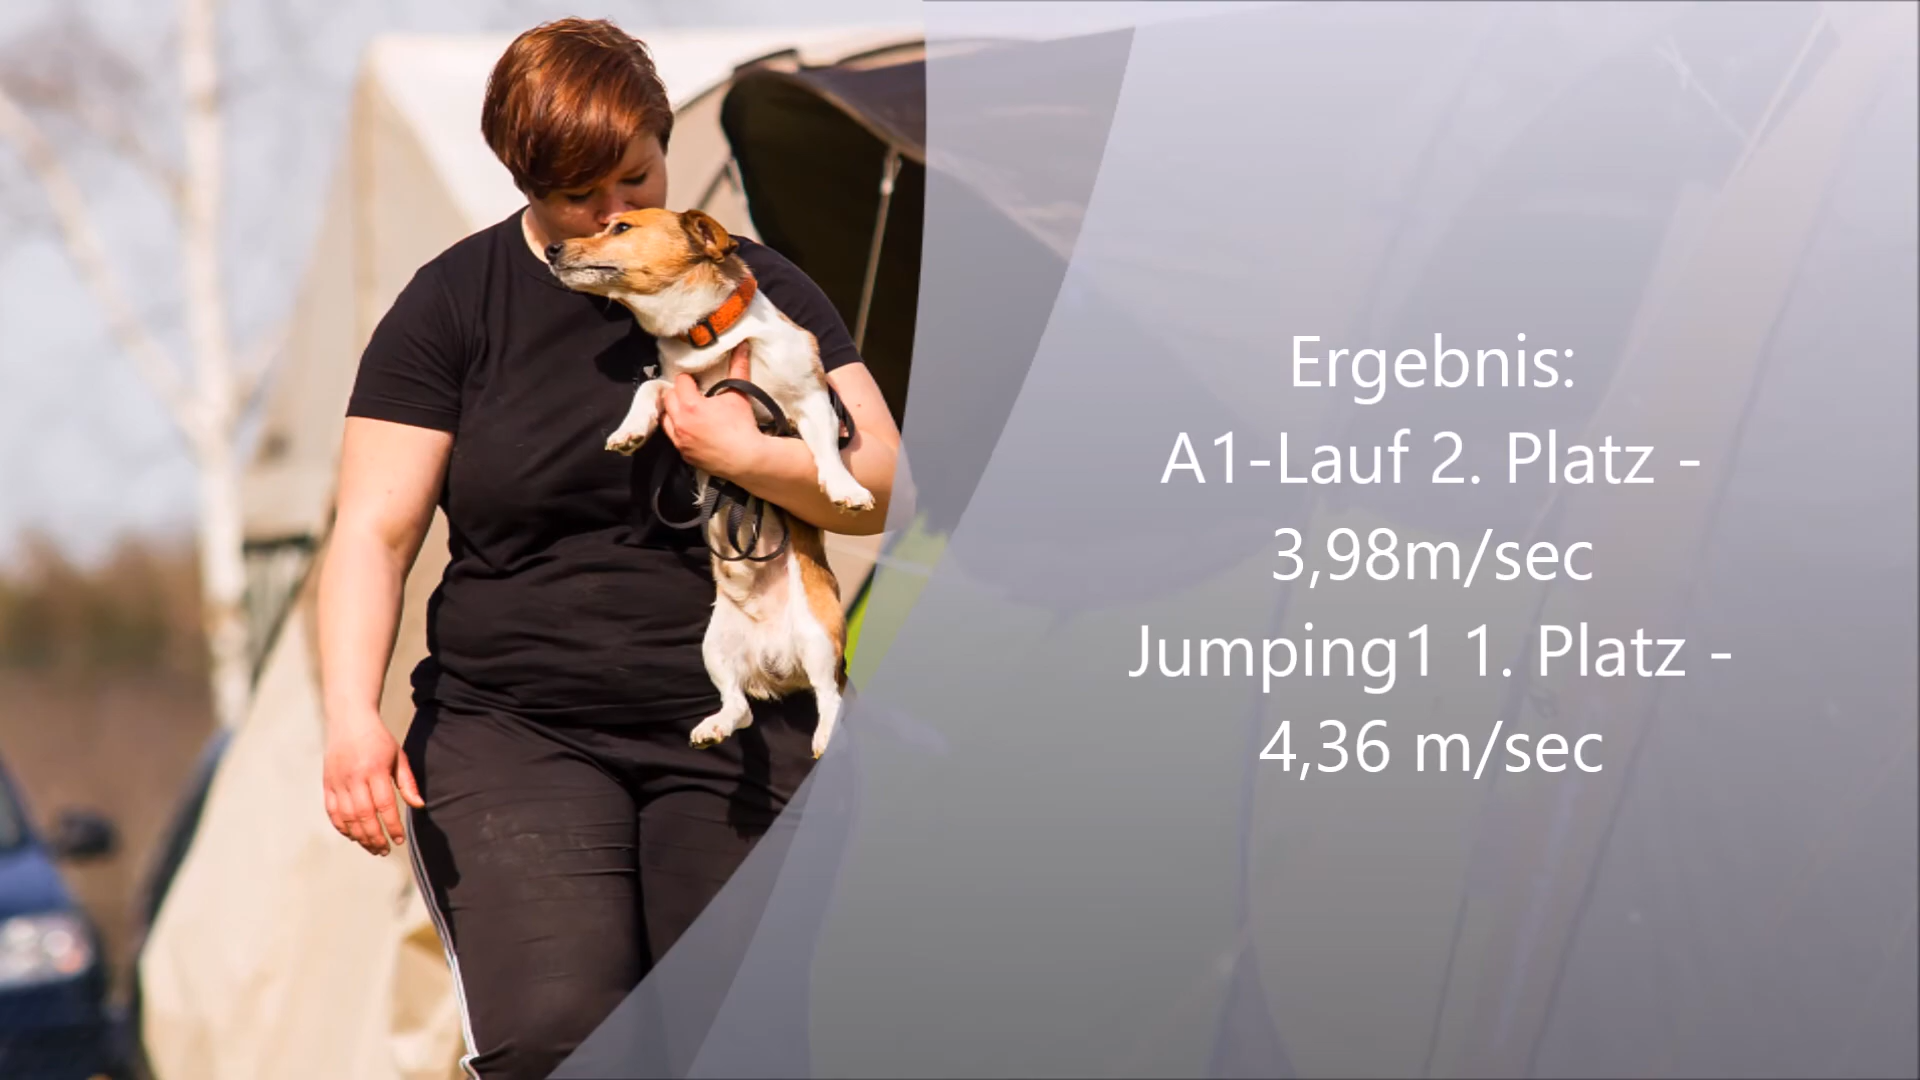 Ergebnis:
A1-Lauf 2. Platz -
3,98m/sec
Jumping1 1. Platz -
4,36 m/sec